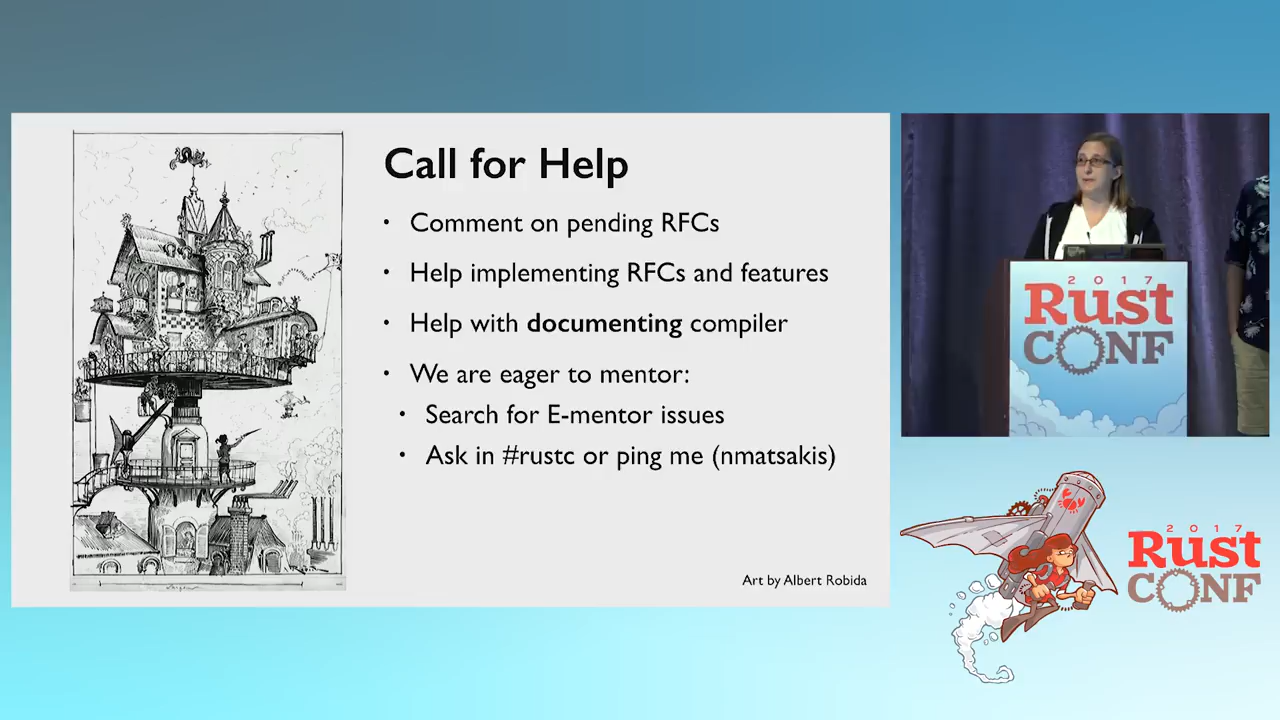 Call for Help
• Comment on pending RFCs
• Help implementing RFCs and features
• Help with documenting compiler
• We are eager to mentor:
• Search for E-mentor issues
• Ask in #rustc or ping me (nmatsakis)
Art by Albert Robida
2017
Rust
CONF
2017
Rust
CONF